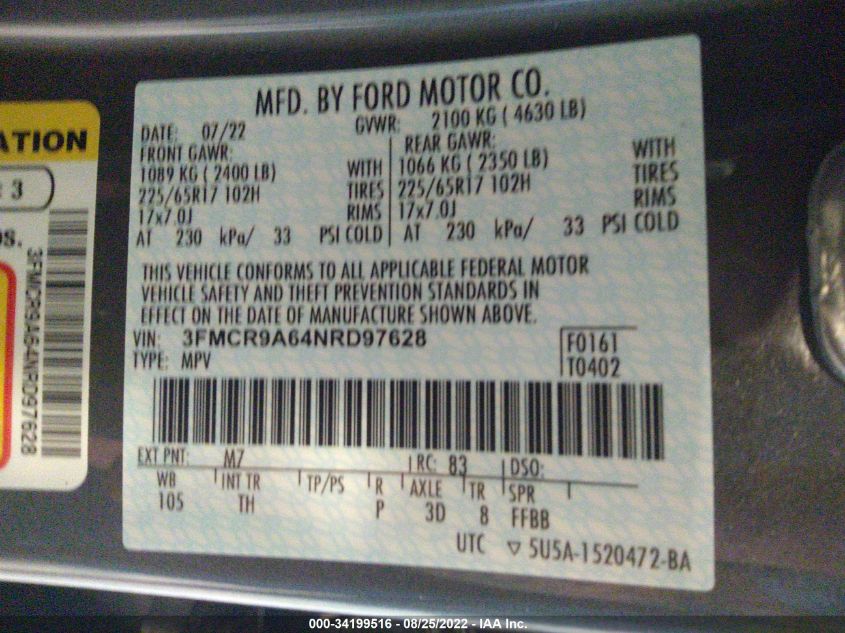 MFD. BY FORD MOTOR CO.
DATE: 07/22 GVWR: 2100 KG ( 4630 LB)
FRONT GAWR: REAR GAWR:
1089 KG ( 2400 LB) WITH 1066 KG ( 2350 LB) WITH
225/65R17 102H TIRES 225/65R17 102H TIRES
17x7.0J RIMS 17x7.0J RIMS
AT 230 kPa/ 33 PSI COLD AT 230 kPa/ 33 PSI COLD
THIS VEHICLE CONFORMS TO ALL APPLICABLE FEDERAL MOTOR
VEHICLE SAFETY AND THEFT PREVENTION STANDARDS IN
EFFECT ON THE DATE OF MANUFACTURE SHOWN ABOVE.
VIN: 3FMCR9A64NRD97628 F0161
TYPE: MPV T0402
EXT PNT: M7 RC: 83 DSO:
WB INT TR TP/PS R AXLE TR SPR
105 TH P 3D 8 FFBB
UTC ▽ 5U5A-1520472-BA
ATION
: 3
3FMCR9A64NRD97628
000-34199516 - 08/25/2022 - IAA Inc.